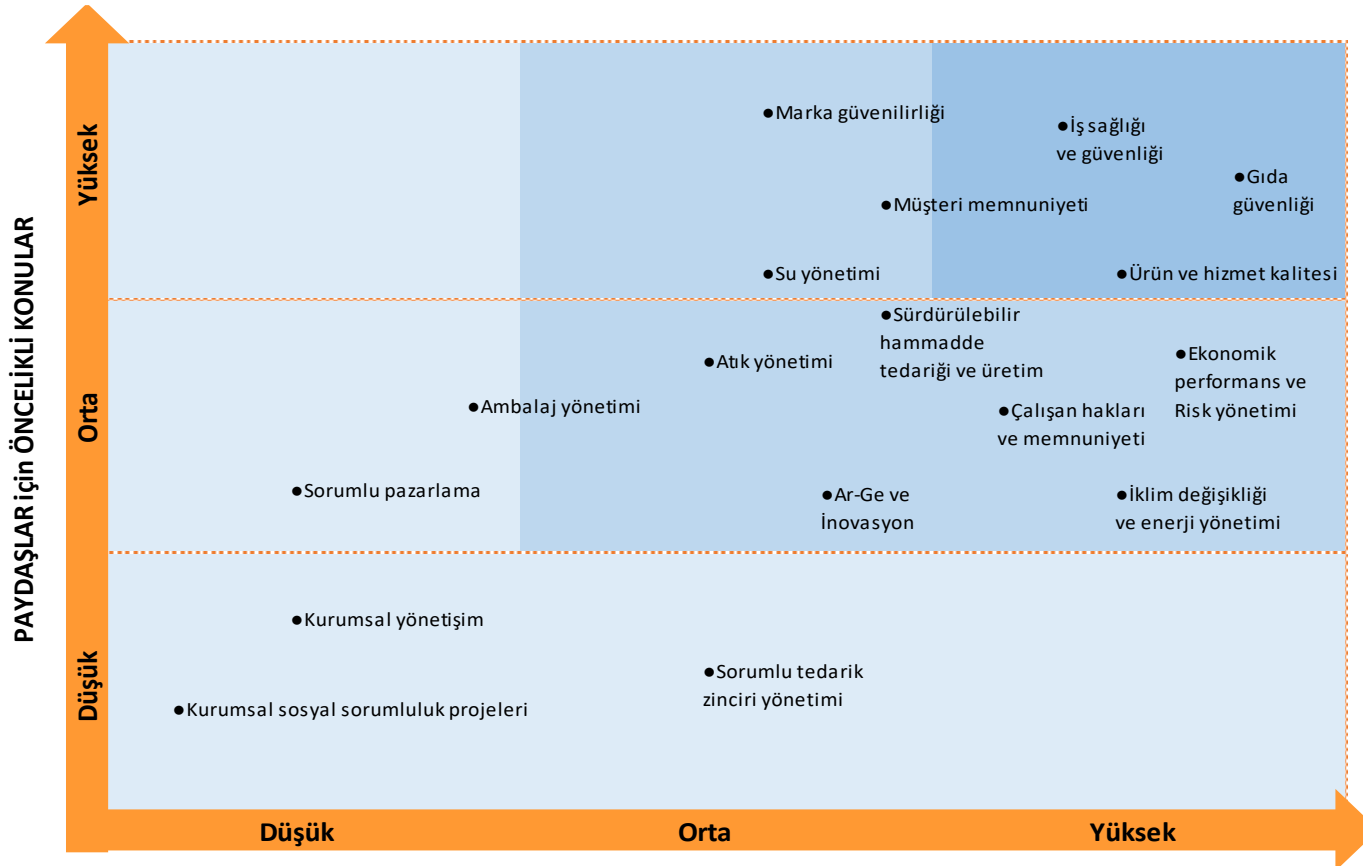 PAYDAŞLAR için ÖNCELİKLİ KONULAR
Yüksek
Orta
Düşük
●Marka güvenilirliği
●İş sağlığı
ve güvenliği
●Gıda
güvenliği
●Müşteri memnuniyeti
●Su yönetimi
●Ürün ve hizmet kalitesi
●Sürdürülebilir
hammadde
tedariği ve üretim
●Atık yönetimi
●Ekonomik
performans ve
Risk yönetimi
●Ambalaj yönetimi
●Çalışan hakları
ve memnuniyeti
●Sorumlu pazarlama
●Ar-Ge ve
İnovasyon
●İklim değişikliği
ve enerji yönetimi
●Kurumsal yönetişim
●Sorumlu tedarik
zinciri yönetimi
●Kurumsal sosyal sorumluluk projeleri
Düşük
Orta
Yüksek